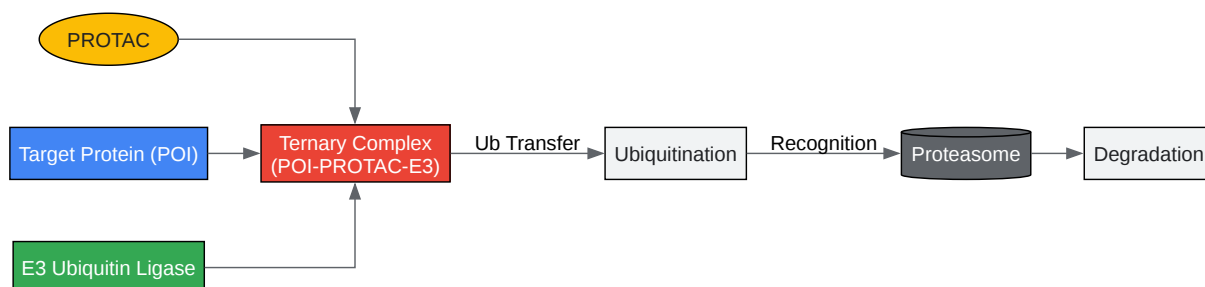 PROTAC
Target Protein (POI)
Ternary Complex
(POI-PROTAC-E3)
Ub Transfer
Ubiquitination
Recognition
Proteasome
Degradation
E3 Ubiquitin Ligase